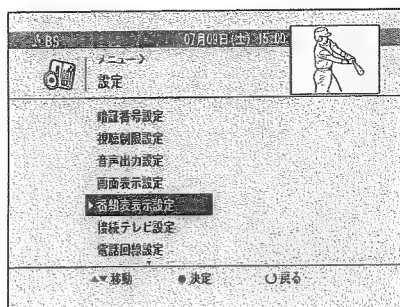 BS 07月09日(土) 15:00
メニュー〉
設定
暗証番号設定
視聴制限設定
音声出力設定
画面表示設定
番組表表示設定
接続テレビ設定
電話回線設定
▲▼移動 ●決定 戻る